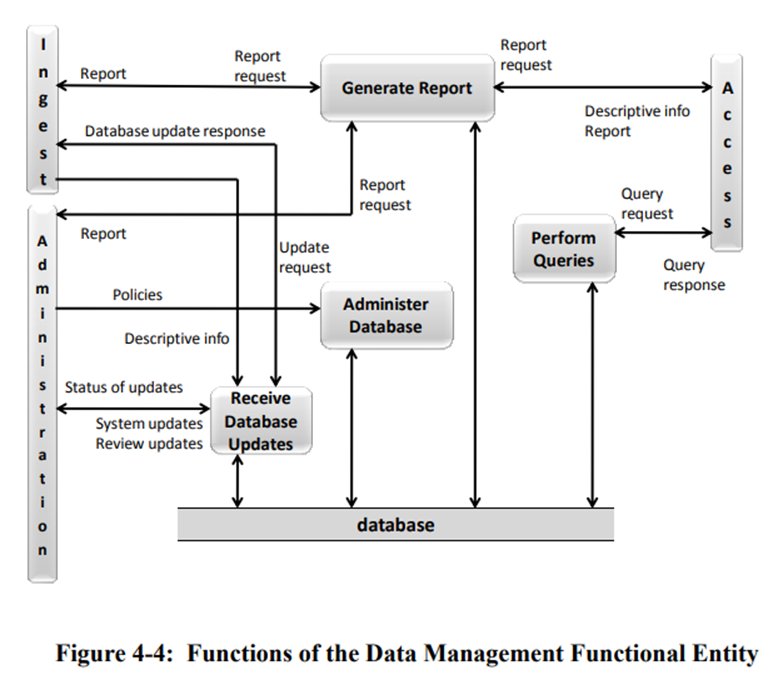 Ingest
Report
Report
request
Generate Report
Report
request
Descriptive info
Report
Access
Database update response
Report
request
Report
Query
request
Perform
Queries
Query
response
Update
request
Administration
Policies
Administer
Database
Descriptive info
Status of updates
System updates
Review updates
Receive
Database
Updates
database
Figure 4-4: Functions of the Data Management Functional Entity